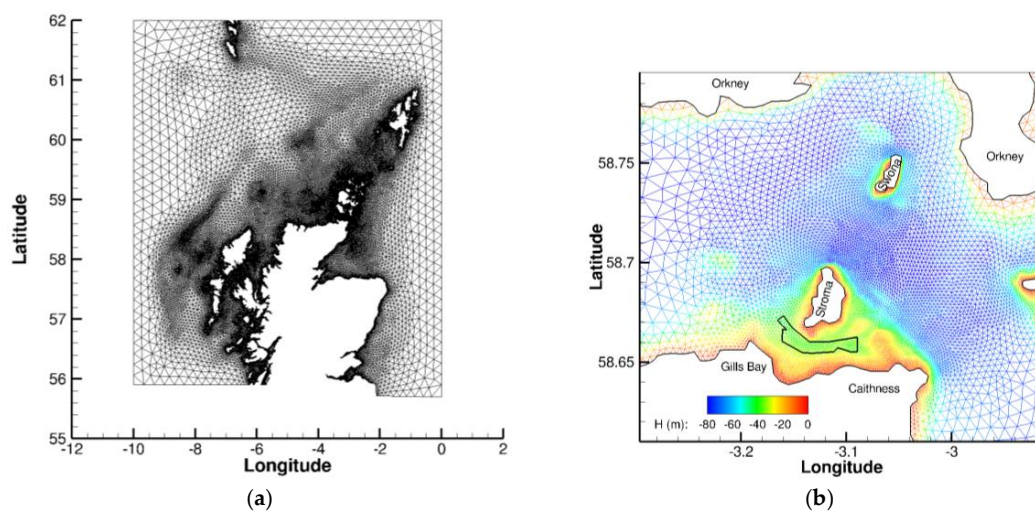 62
61
60
59
58
57
56
55
Latitude
-12
-10
-8
-6
-4
-2
0
2
Longitude
(a)
Orkney
Orkney
58.75
58.7
58.65
Latitude
Swona
Stroma
Gills Bay
Caithness
H (m): -80 -60 -40 -20 0
-3.2
-3.1
-3
Longitude
(b)